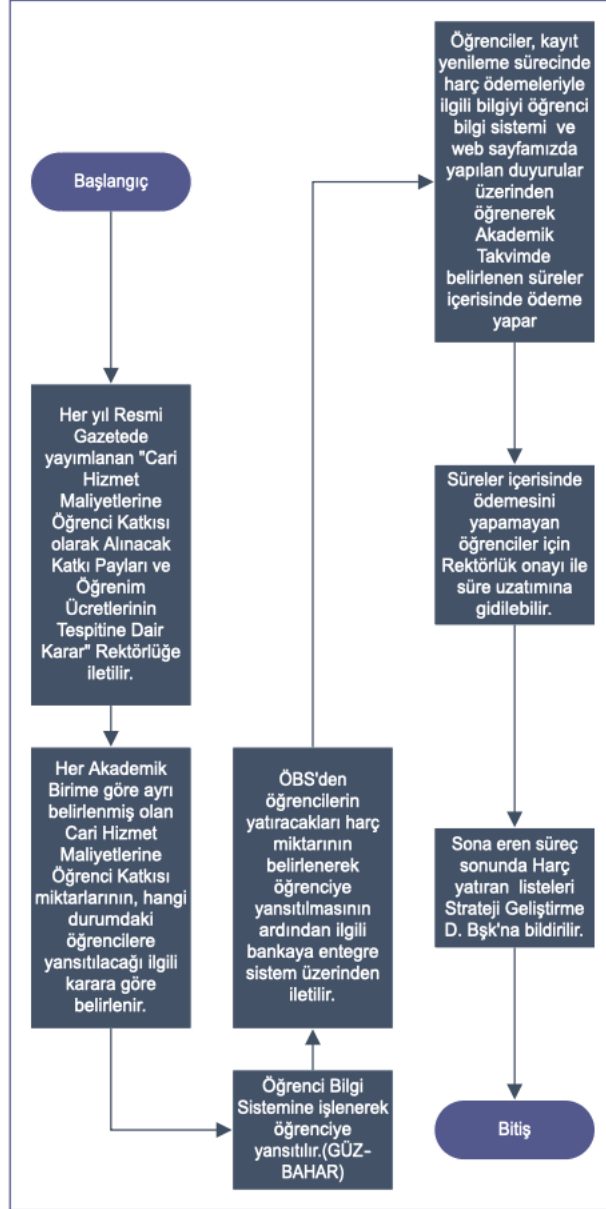 Başlangıç
Her yıl Resmi
Gazetede
yayımlanan "Cari
Hizmet
Maliyetlerine
Öğrenci Katkısı
olarak Alınacak
Katkı Payları ve
Öğrenim
Ücretlerinin
Tespitine Dair
Karar" Rektörlüğe
iletilir.
Her Akademik
Birime göre ayrı
belirlenmiş olan
Cari Hizmet
Maliyetlerine
Öğrenci Katkısı
miktarlarının, hangi
durumdaki
öğrencilere
yansıtılacağı ilgili
karara göre
belirlenir.
Öğrenci Bilgi
Sistemine işlenerek
öğrenciye
yansıtılır.(GÜZ-
BAHAR)
ÖBS'den
öğrencilerin
yatıracakları harç
miktarının
belirlenerek
öğrenciye
yansıtılmasının
ardından ilgili
bankaya entegre
sistem üzerinden
iletilir.
Öğrenciler, kayıt
yenileme sürecinde
harç ödemeleriyle
ilgili bilgiyi öğrenci
bilgi sistemi ve
web sayfamızda
yapılan duyurular
üzerinden
öğrenerek
Akademik
Takvimde
belirlenen süreler
içerisinde ödeme
yapar
Süreler içerisinde
ödemesini
yapamayan
öğrenciler için
Rektörlük onayı ile
süre uzatımına
gidilebilir.
Sona eren süreç
sonunda Harç
yatıran listeleri
Strateji Geliştirme
D. Bşk'na bildirilir.
Bitiş